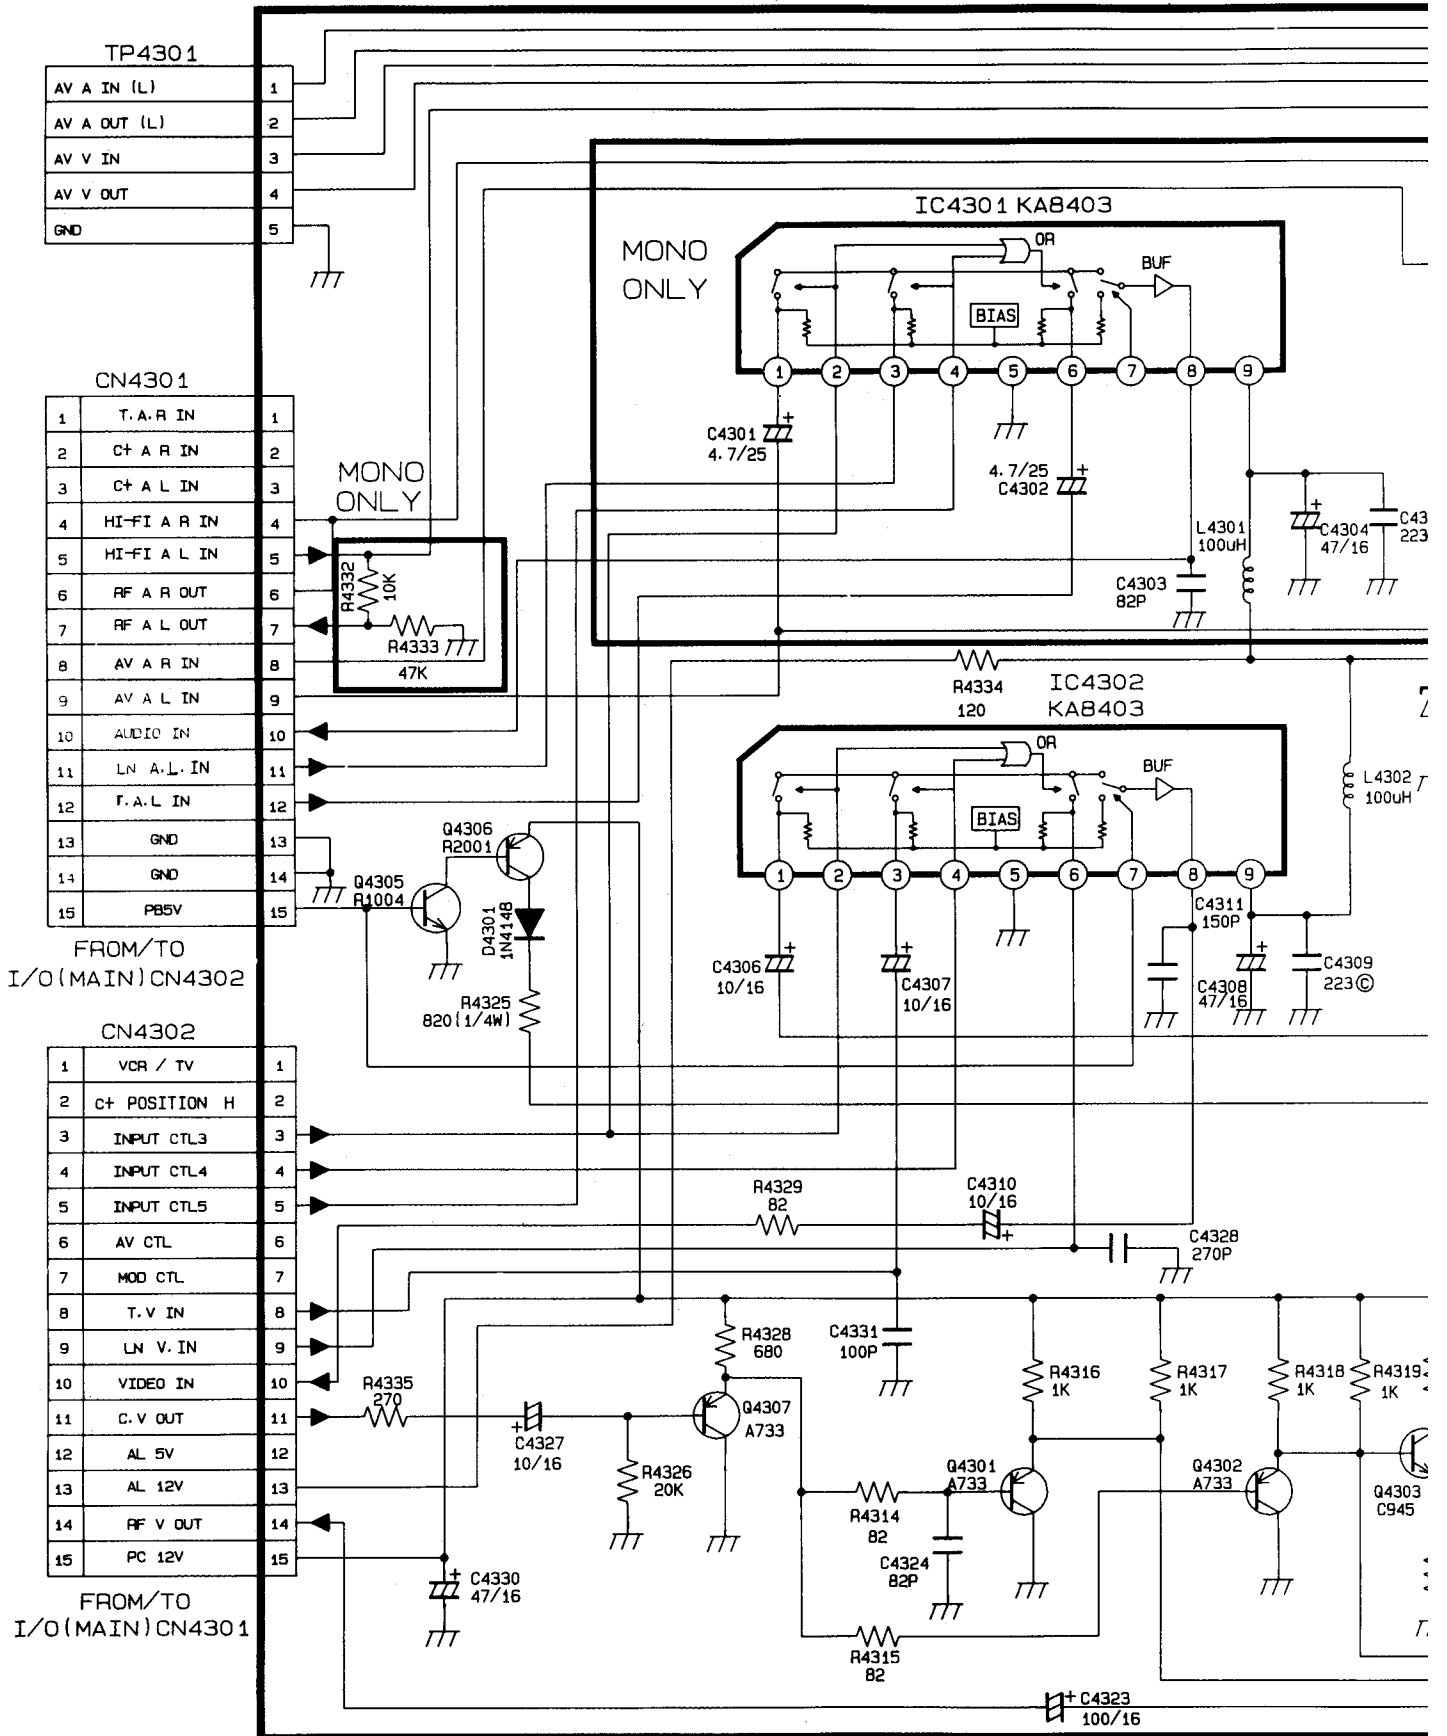 TP4301
AV A IN (L) 1
AV A OUT (L) 2
AV V IN 3
AV V OUT 4
GND 5
CN4301
1 T.A.R IN 1
2 C+ A R IN 2
3 C+ A L IN 3
4 HI-FI A R IN 4
5 HI-FI A L IN 5
6 RF A R OUT 6
7 RF A L OUT 7
8 AV A R IN 8
9 AV A L IN 9
10 AUDIO IN 10
11 LN A.L. IN 11
12 T.A.L IN 12
13 GND 13
14 GND 14
15 PB5V 15
FROM/TO
I/O(MAIN)CN4302
CN4302
1 VCR / TV 1
2 C+ POSITION H 2
3 INPUT CTL3 3
4 INPUT CTL4 4
5 INPUT CTL5 5
6 AV CTL 6
7 MOD CTL 7
8 T.V IN 8
9 LN V.IN 9
10 VIDEO IN 10
11 C.V OUT 11
12 AL 5V 12
13 AL 12V 13
14 RF V OUT 14
15 PC 12V 15
FROM/TO
I/O(MAIN)CN4301
MONO
ONLY
R4332
10K
R4333
47K
MONO
ONLY
IC4301 KA8403
OR
BUF
BIAS
1 2 3 4 5 6 7 8 9
C4301
4.7/25
4.7/25
C4302
L4301
100uH
C4303
82P
C4304
47/16
C43
223
R4334
120
IC4302
KA8403
OR
BUF
BIAS
1 2 3 4 5 6 7 8 9
L4302
100uH
Q4306
R2001
Q4305
R1004
D4301
1N4148
R4325
820(1/4W)
C4306
10/16
C4307
10/16
C4311
150P
C4308
47/16
C4309
223Ⓒ
R4329
82
C4310
10/16
C4328
270P
R4328
680
C4331
100P
R4316
1K
R4317
1K
R4318
1K
R4319
1K
R4335
270
C4327
10/16
R4326
20K
Q4307
A733
Q4301
A733
Q4302
A733
Q4303
C945
R4314
82
C4324
82P
C4330
47/16
R4315
82
C4323
100/16